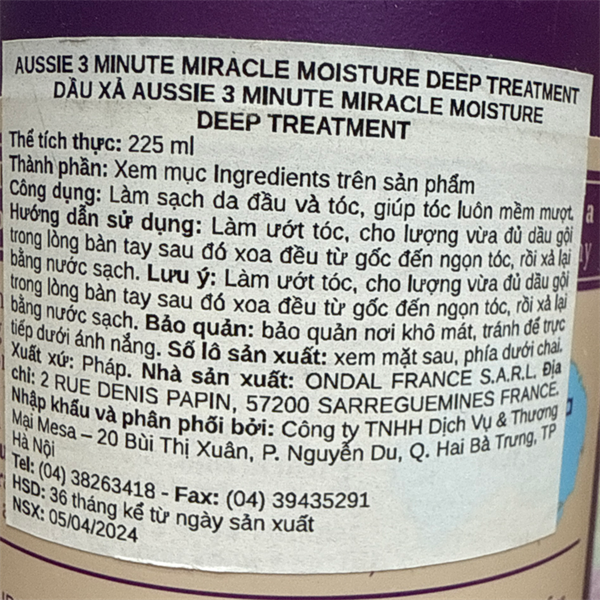 AUSSIE 3 MINUTE MIRACLE MOISTURE DEEP TREATMENT
DẦU XẢ AUSSIE 3 MINUTE MIRACLE MOISTURE
DEEP TREATMENT
Thể tích thực: 225 ml
Thành phần: Xem mục Ingredients trên sản phẩm
Công dụng: Làm sạch da đầu và tóc, giúp tóc luôn mềm mượt.
Hướng dẫn sử dụng: Làm ướt tóc, cho lượng vừa đủ dầu gội
trong lòng bàn tay sau đó xoa đều từ gốc đến ngọn tóc, rồi xả lại
bằng nước sạch. Lưu ý: Làm ướt tóc, cho lượng vừa đủ dầu gội
trong lòng bàn tay sau đó xoa đều từ gốc đến ngọn tóc, rồi xả lại
bằng nước sạch. Bảo quản: bảo quản nơi khô mát, tránh để trực
tiếp dưới ánh nắng. Số lô sản xuất: xem mặt sau, phía dưới chai.
Xuất xứ: Pháp. Nhà sản xuất: ONDAL FRANCE S.A.R.L. Địa
chỉ: 2 RUE DENIS PAPIN, 57200 SARREGUEMINES FRANCE.
Nhập khẩu và phân phối bởi: Công ty TNHH Dịch Vụ & Thương
Mại Mesa – 20 Bùi Thị Xuân, P. Nguyễn Du, Q. Hai Bà Trưng, TP
Hà Nội
Tel: (04) 38263418 - Fax: (04) 39435291
HSD: 36 tháng kể từ ngày sản xuất
NSX: 05/04/2024